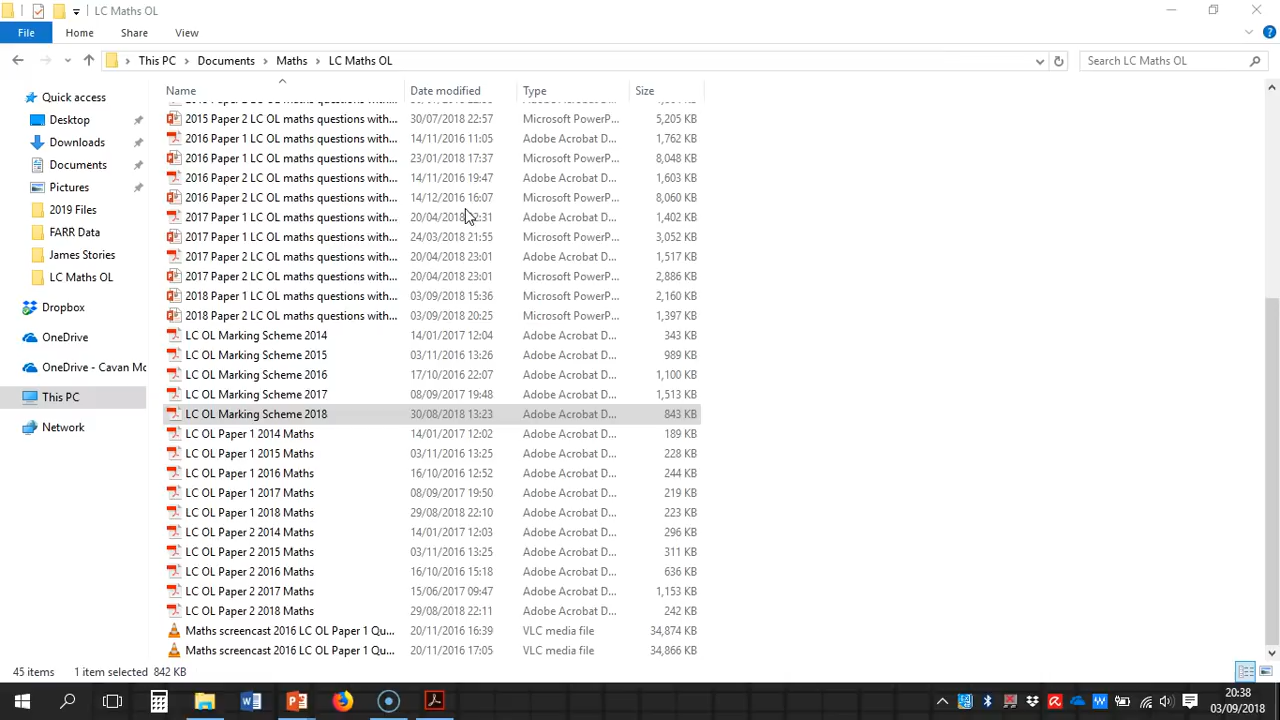 LC Maths OL
File Home Share View
This PC Documents Maths LC Maths OL Search LC Maths OL
Name Date modified Type Size
Quick access
Desktop
Downloads
Documents
Pictures
2019 Files
FARR Data
James Stories
LC Maths OL
Dropbox
OneDrive
OneDrive - Cavan Mc
This PC
Network
2015 Paper 2 LC OL maths questions with... 30/07/2018 22:57 Microsoft PowerP... 5,205 KB
2016 Paper 1 LC OL maths questions with... 14/11/2016 11:05 Adobe Acrobat D... 1,762 KB
2016 Paper 1 LC OL maths questions with... 23/01/2018 17:37 Microsoft PowerP... 8,048 KB
2016 Paper 2 LC OL maths questions with... 14/11/2016 19:47 Adobe Acrobat D... 1,603 KB
2016 Paper 2 LC OL maths questions with... 14/12/2016 16:07 Microsoft PowerP... 8,060 KB
2017 Paper 1 LC OL maths questions with... 20/04/2018 Adobe Acrobat D... 1,402 KB
2017 Paper 1 LC OL maths questions with... 24/03/2018 21:55 Microsoft PowerP... 3,052 KB
2017 Paper 2 LC OL maths questions with... 20/04/2018 23:01 Adobe Acrobat D... 1,517 KB
2017 Paper 2 LC OL maths questions with... 20/04/2018 23:01 Microsoft PowerP... 2,886 KB
2018 Paper 1 LC OL maths questions with... 03/09/2018 15:36 Microsoft PowerP... 2,160 KB
2018 Paper 2 LC OL maths questions with... 03/09/2018 20:25 Microsoft PowerP... 1,397 KB
LC OL Marking Scheme 2014 14/01/2017 12:04 Adobe Acrobat D... 343 KB
LC OL Marking Scheme 2015 03/11/2016 13:26 Adobe Acrobat D... 989 KB
LC OL Marking Scheme 2016 17/10/2016 22:07 Adobe Acrobat D... 1,100 KB
LC OL Marking Scheme 2017 08/09/2017 19:48 Adobe Acrobat D... 1,513 KB
LC OL Marking Scheme 2018 30/08/2018 13:23 Adobe Acrobat D... 843 KB
LC OL Paper 1 2014 Maths 14/01/2017 12:02 Adobe Acrobat D... 189 KB
LC OL Paper 1 2015 Maths 03/11/2016 13:25 Adobe Acrobat D... 228 KB
LC OL Paper 1 2016 Maths 16/10/2016 12:52 Adobe Acrobat D... 244 KB
LC OL Paper 1 2017 Maths 08/09/2017 19:50 Adobe Acrobat D... 219 KB
LC OL Paper 1 2018 Maths 29/08/2018 22:10 Adobe Acrobat D... 223 KB
LC OL Paper 2 2014 Maths 14/01/2017 12:03 Adobe Acrobat D... 296 KB
LC OL Paper 2 2015 Maths 03/11/2016 13:25 Adobe Acrobat D... 311 KB
LC OL Paper 2 2016 Maths 16/10/2016 15:18 Adobe Acrobat D... 636 KB
LC OL Paper 2 2017 Maths 15/06/2017 09:47 Adobe Acrobat D... 1,153 KB
LC OL Paper 2 2018 Maths 29/08/2018 22:11 Adobe Acrobat D... 242 KB
Maths screencast 2016 LC OL Paper 1 Qu... 20/11/2016 16:39 VLC media file 34,874 KB
Maths screencast 2016 LC OL Paper 1 Qu... 20/11/2016 17:05 VLC media file 34,866 KB
45 items 1 item selected 842 KB
20:38
03/09/2018